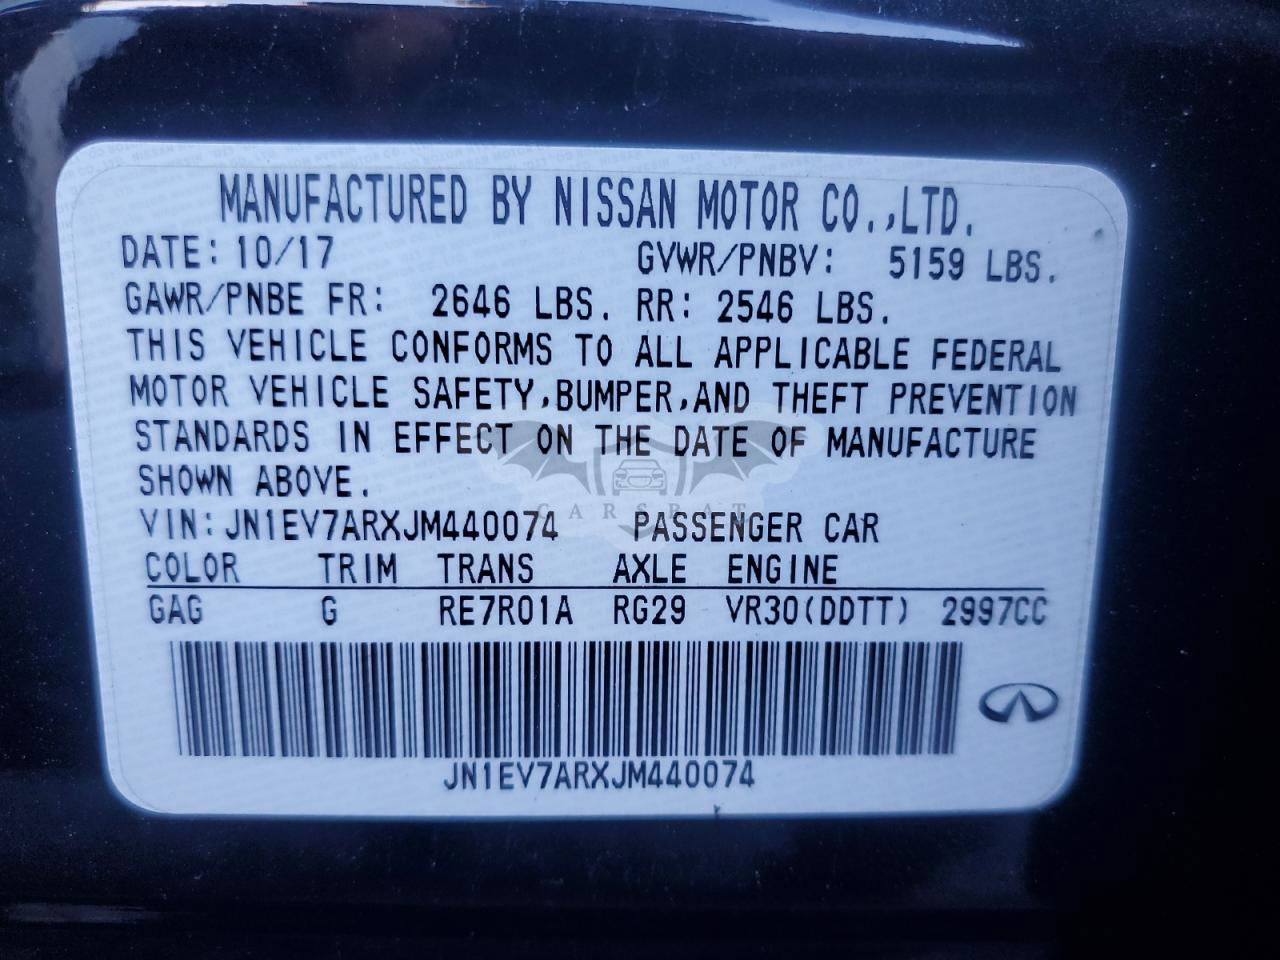 MANUFACTURED BY NISSAN MOTOR CO.,LTD.
DATE: 10/17 GVWR/PNBV: 5159 LBS.
GAWR/PNBE FR: 2646 LBS. RR: 2546 LBS.
THIS VEHICLE CONFORMS TO ALL APPLICABLE FEDERAL
MOTOR VEHICLE SAFETY,BUMPER,AND THEFT PREVENTION
STANDARDS IN EFFECT ON THE DATE OF MANUFACTURE
SHOWN ABOVE.
CARSBAT
VIN: JN1EV7ARXJM440074 PASSENGER CAR
COLOR TRIM TRANS AXLE ENGINE
GAG G RE7R01A RG29 VR30(DDTT) 2997CC
JN1EV7ARXJM440074